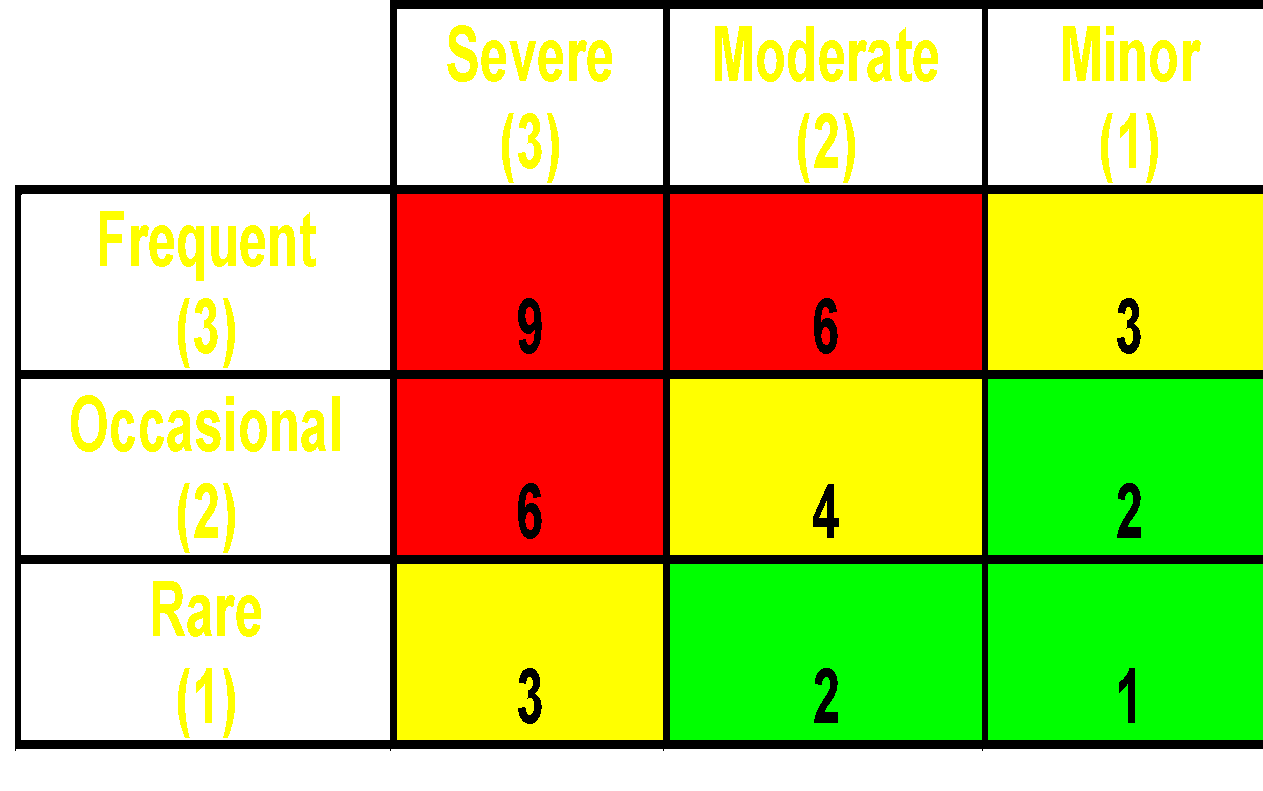 Severe Moderate Minor
(3) (2) (1)
Frequent
(3) 9 6 3
Occasional
(2) 6 4 2
Rare
(1) 3 2 1